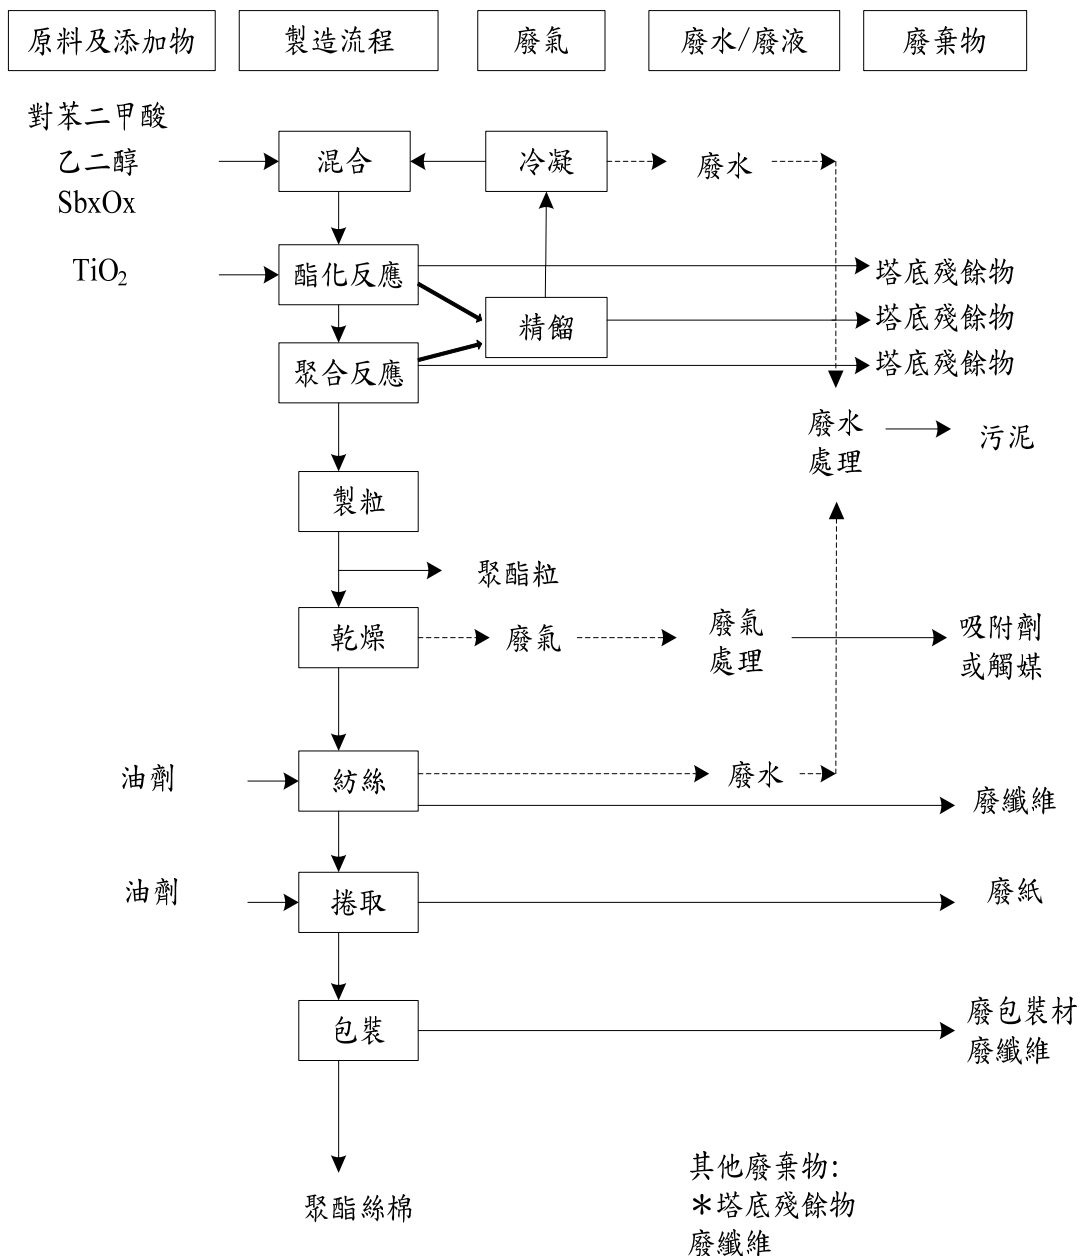 原料及添加物
製造流程
廢氣
廢水/廢液
廢棄物
對苯二甲酸
乙二醇
SbxOx
混合
冷凝
廢水
TiO₂
酯化反應
塔底殘餘物
精餾
塔底殘餘物
聚合反應
塔底殘餘物
廢水
處理
污泥
製粒
聚酯粒
乾燥
廢氣
廢氣
處理
吸附劑
或觸媒
油劑
紡絲
廢水
廢纖維
油劑
捲取
廢紙
包裝
廢包裝材
廢纖維
聚酯絲棉
其他廢棄物:
＊塔底殘餘物
廢纖維